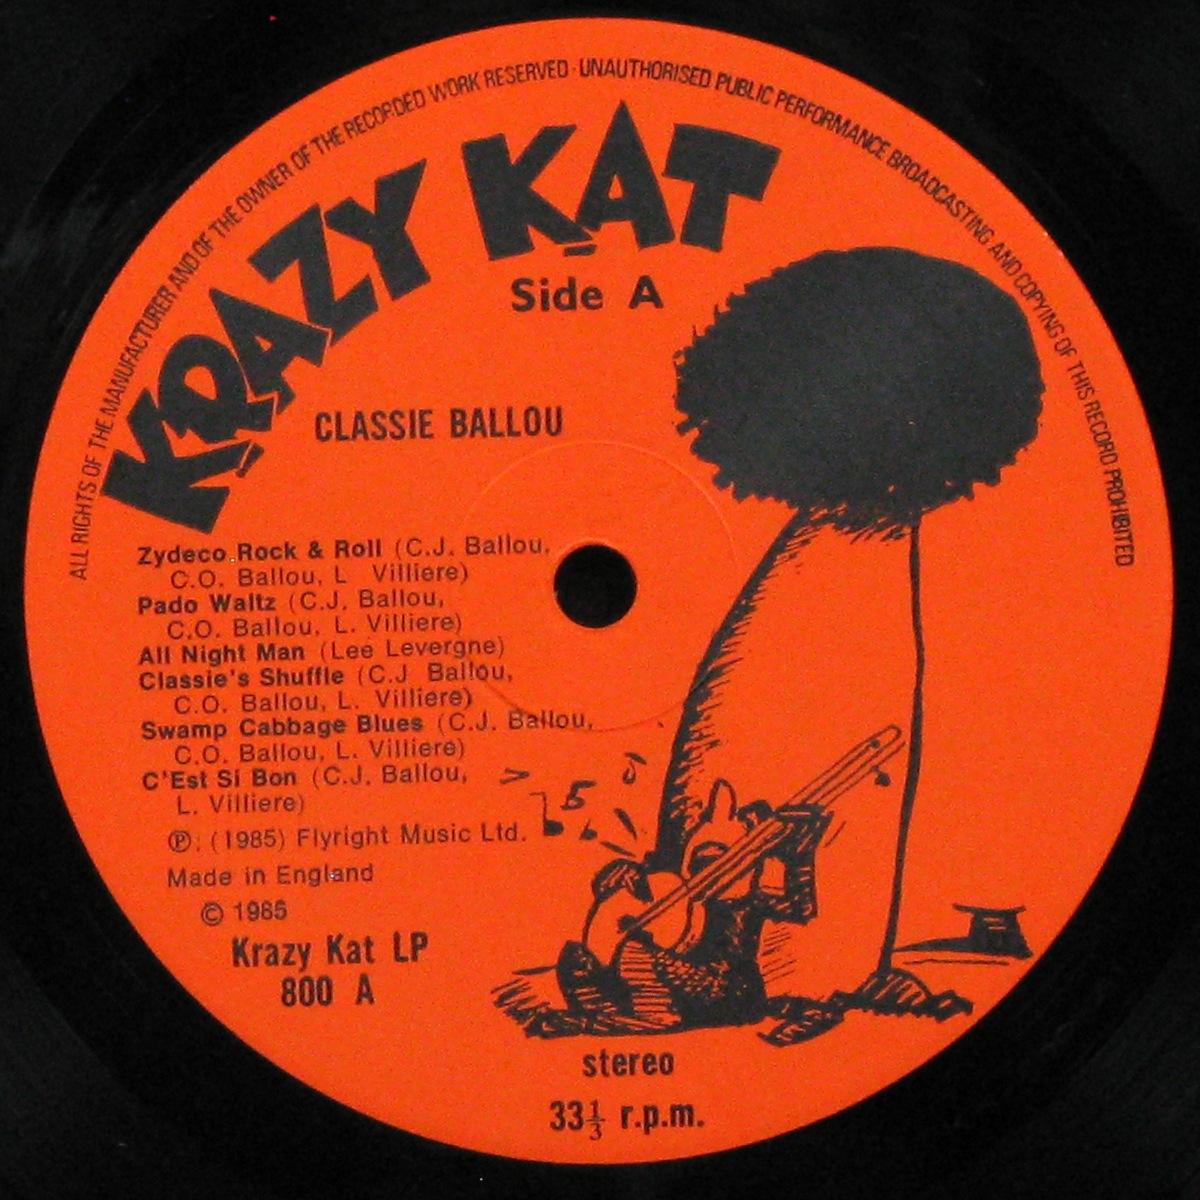 ALL RIGHTS OF THE MANUFACTURER AND OF THE OWNER OF THE RECORDED WORK RESERVED · UNAUTHORISED PUBLIC PERFORMANCE BROADCASTING AND COPYING OF THIS RECORD PROHIBITED
KRAZY KAT
Side A
CLASSIE BALLOU
Zydeco Rock & Roll (C.J. Ballou,
C.O. Ballou, L Villiere)
Pado Waltz (C.J. Ballou,
C.O. Ballou, L. Villiere)
All Night Man (Lee Levergne)
Classie's Shuffle (C.J Ballou,
C.O. Ballou, L. Villiere)
Swamp Cabbage Blues (C.J. Ballou,
C.O. Ballou, L. Villiere)
C'Est Si Bon (C.J. Ballou,
L. Villiere)
℗: (1985) Flyright Music Ltd.
Made in England
© 1985
Krazy Kat LP
800 A
stereo
33⅓ r.p.m.